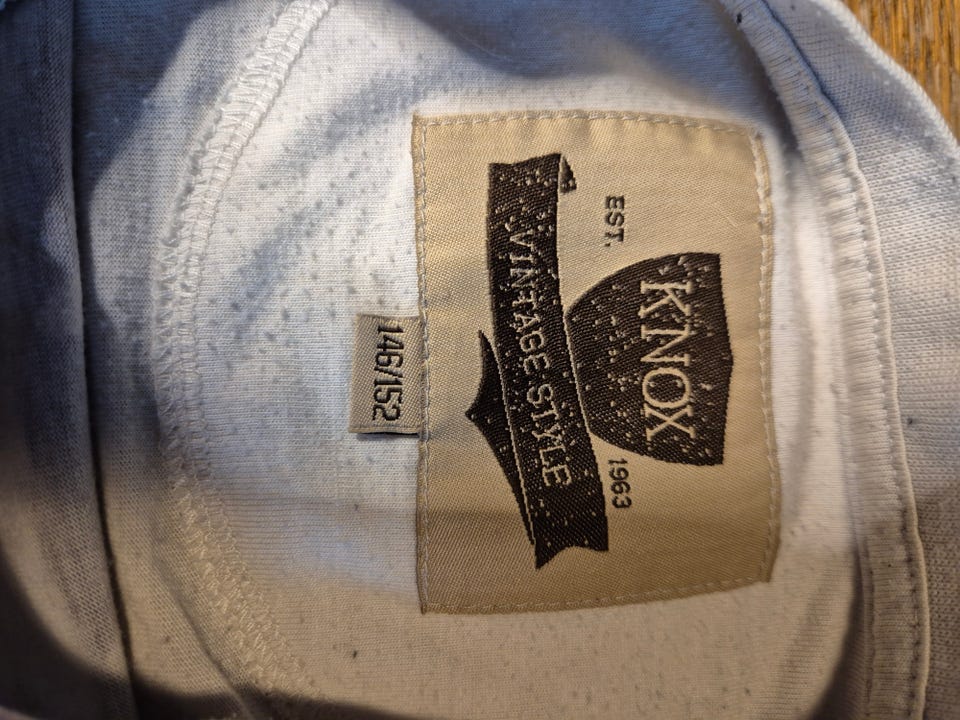 KNOX
EST. 1963
VINTAGE STYLE
146/152